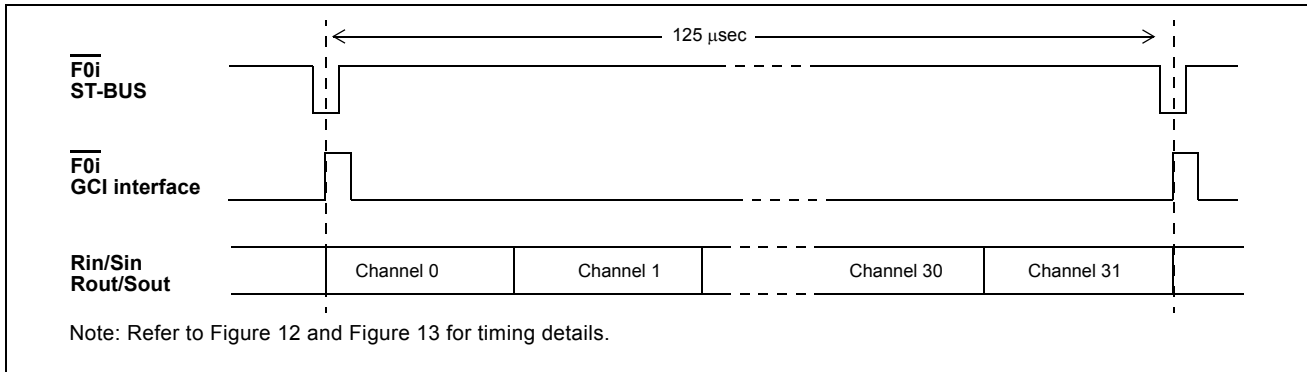 125 μsec
F0i
ST-BUS
F0i
GCI interface
Rin/Sin
Rout/Sout
Channel 0
Channel 1
Channel 30
Channel 31
Note: Refer to Figure 12 and Figure 13 for timing details.